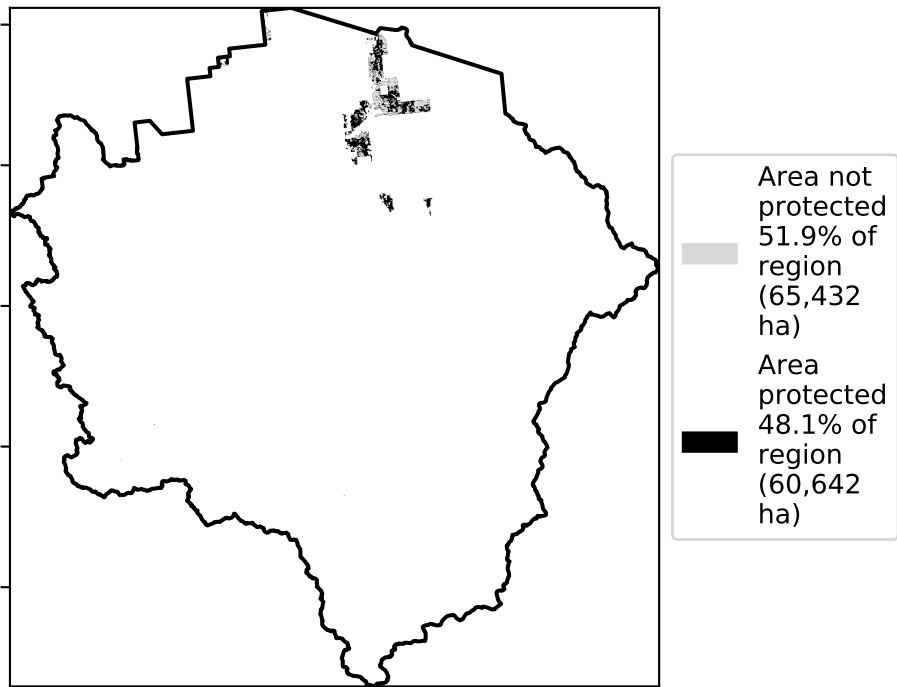 Area not
protected
51.9% of
region
(65,432
ha)
Area
protected
48.1% of
region
(60,642
ha)